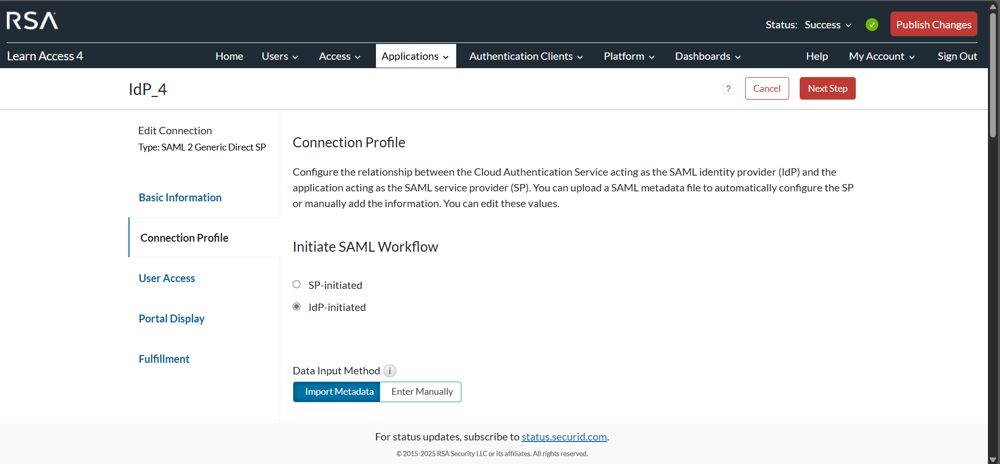 RSA
Status: Success
Publish Changes
Learn Access 4
Home
Users
Access
Applications
Authentication Clients
Platform
Dashboards
Help
My Account
Sign Out
IdP_4
?
Cancel
Next Step
Edit Connection
Type: SAML 2 Generic Direct SP
Basic Information
Connection Profile
User Access
Portal Display
Fulfillment
Connection Profile
Configure the relationship between the Cloud Authentication Service acting as the SAML identity provider (IdP) and the
application acting as the SAML service provider (SP). You can upload a SAML metadata file to automatically configure the SP
or manually add the information. You can edit these values.
Initiate SAML Workflow
SP-initiated
IdP-initiated
Data Input Method i
Import Metadata
Enter Manually
For status updates, subscribe to status.securid.com.
© 2015-2025 RSA Security LLC or its affiliates. All rights reserved.